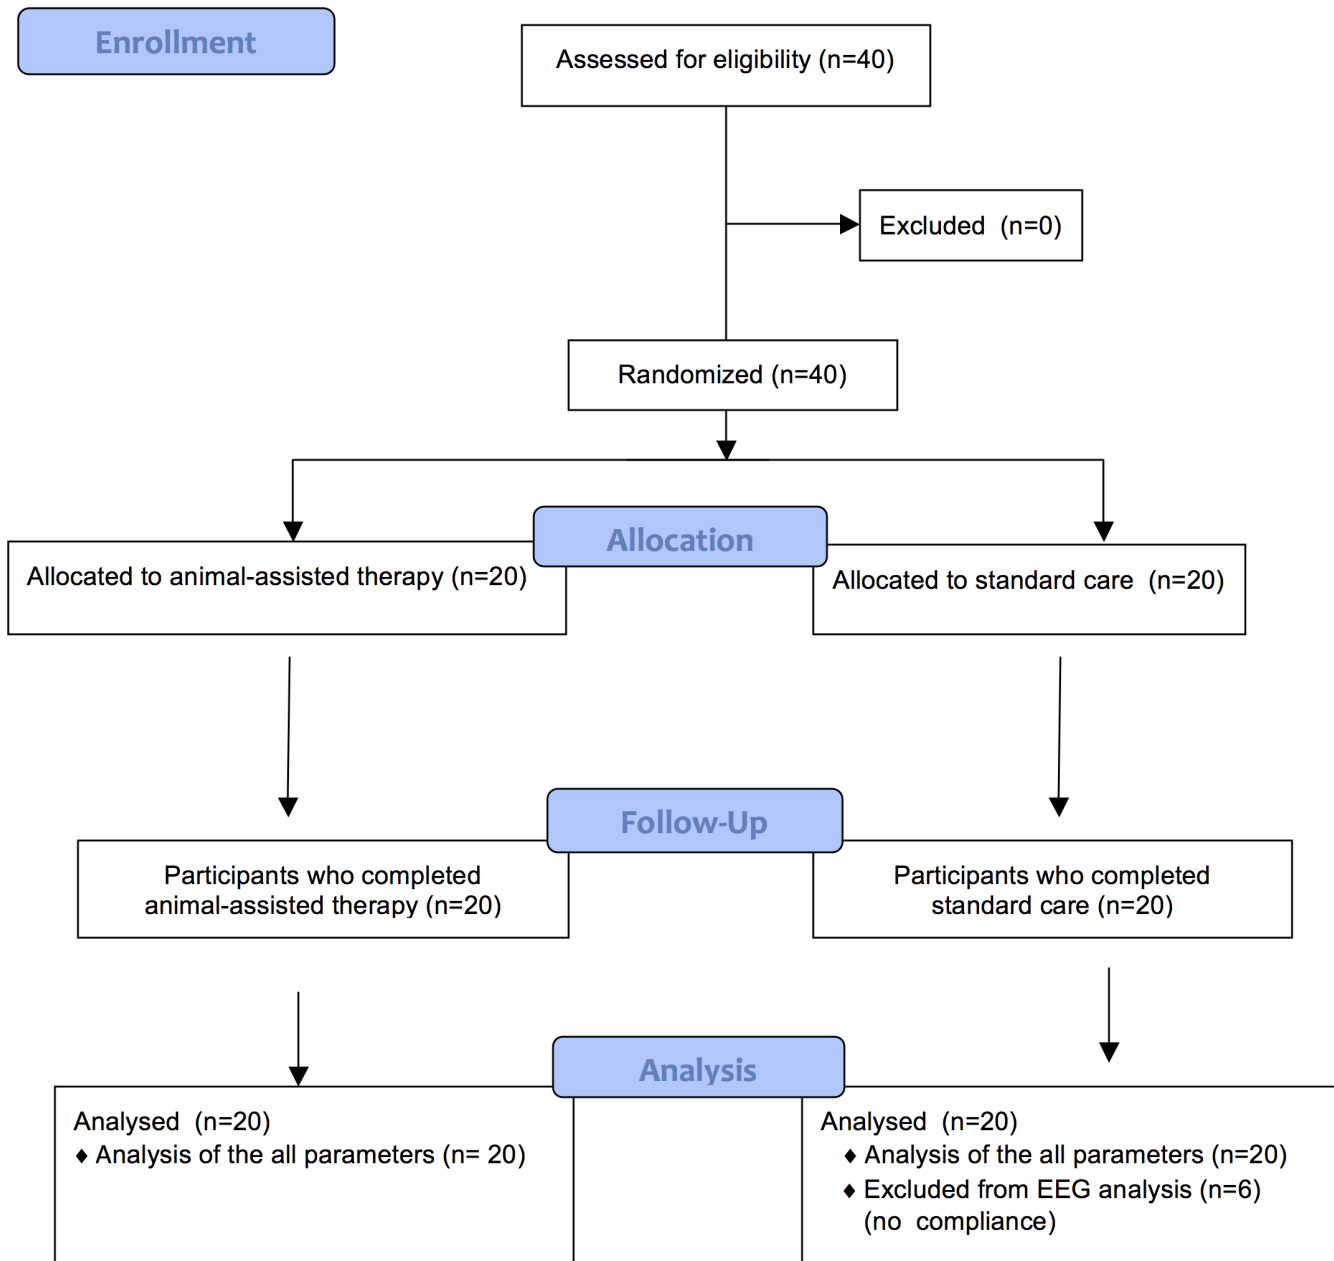 Enrollment
Assessed for eligibility (n=40)
Excluded (n=0)
Randomized (n=40)
Allocation
Allocated to animal-assisted therapy (n=20)
Allocated to standard care (n=20)
Follow-Up
Participants who completed
animal-assisted therapy (n=20)
Participants who completed
standard care (n=20)
Analysis
Analysed (n=20)
♦ Analysis of the all parameters (n= 20)
Analysed (n=20)
♦ Analysis of the all parameters (n=20)
♦ Excluded from EEG analysis (n=6)
(no compliance)